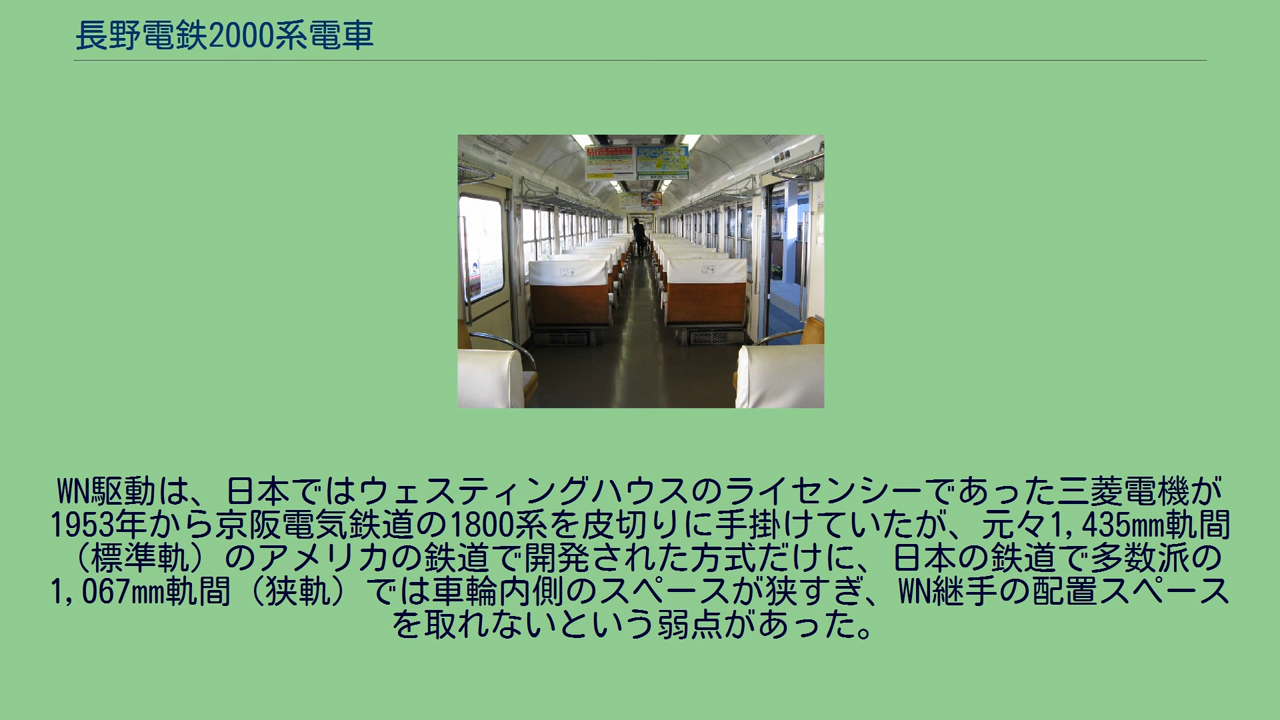 長野電鉄2000系電車
WN駆動は、日本ではウェスティングハウスのライセンシーであった三菱電機が
1953年から京阪電気鉄道の1800系を皮切りに手掛けていたが、元々1,435mm軌間
（標準軌）のアメリカの鉄道で開発された方式だけに、日本の鉄道で多数派の
1,067mm軌間（狭軌）では車輪内側のスペースが狭すぎ、WN継手の配置スペース
を取れないという弱点があった。